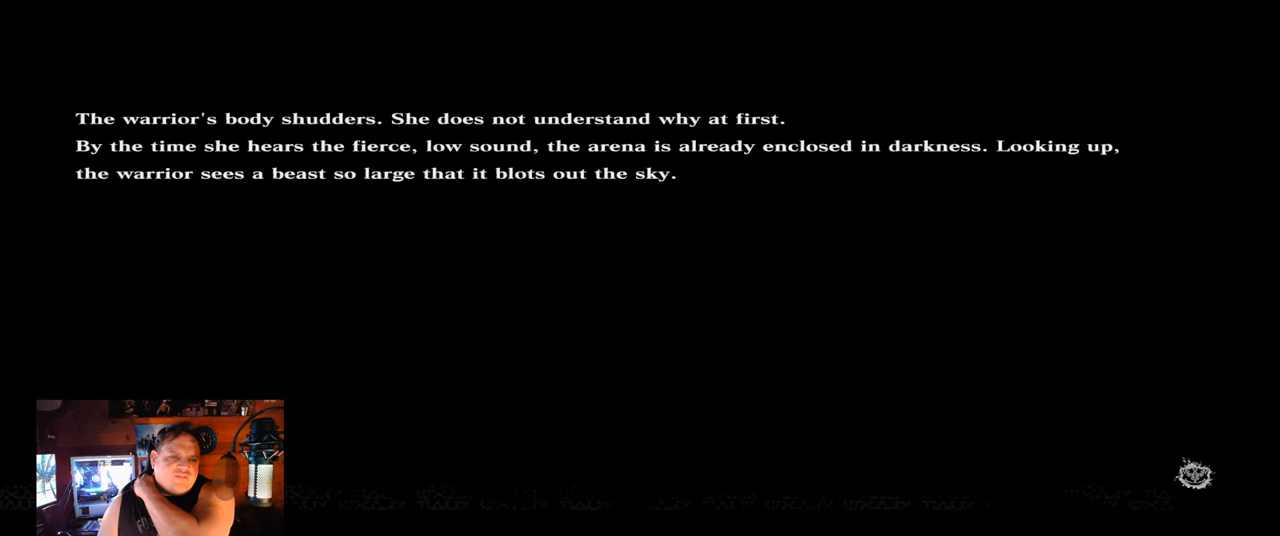 The warrior's body shudders. She does not understand why at first.
By the time she hears the fierce, low sound, the arena is already enclosed in darkness. Looking up,
the warrior sees a beast so large that it blots out the sky.